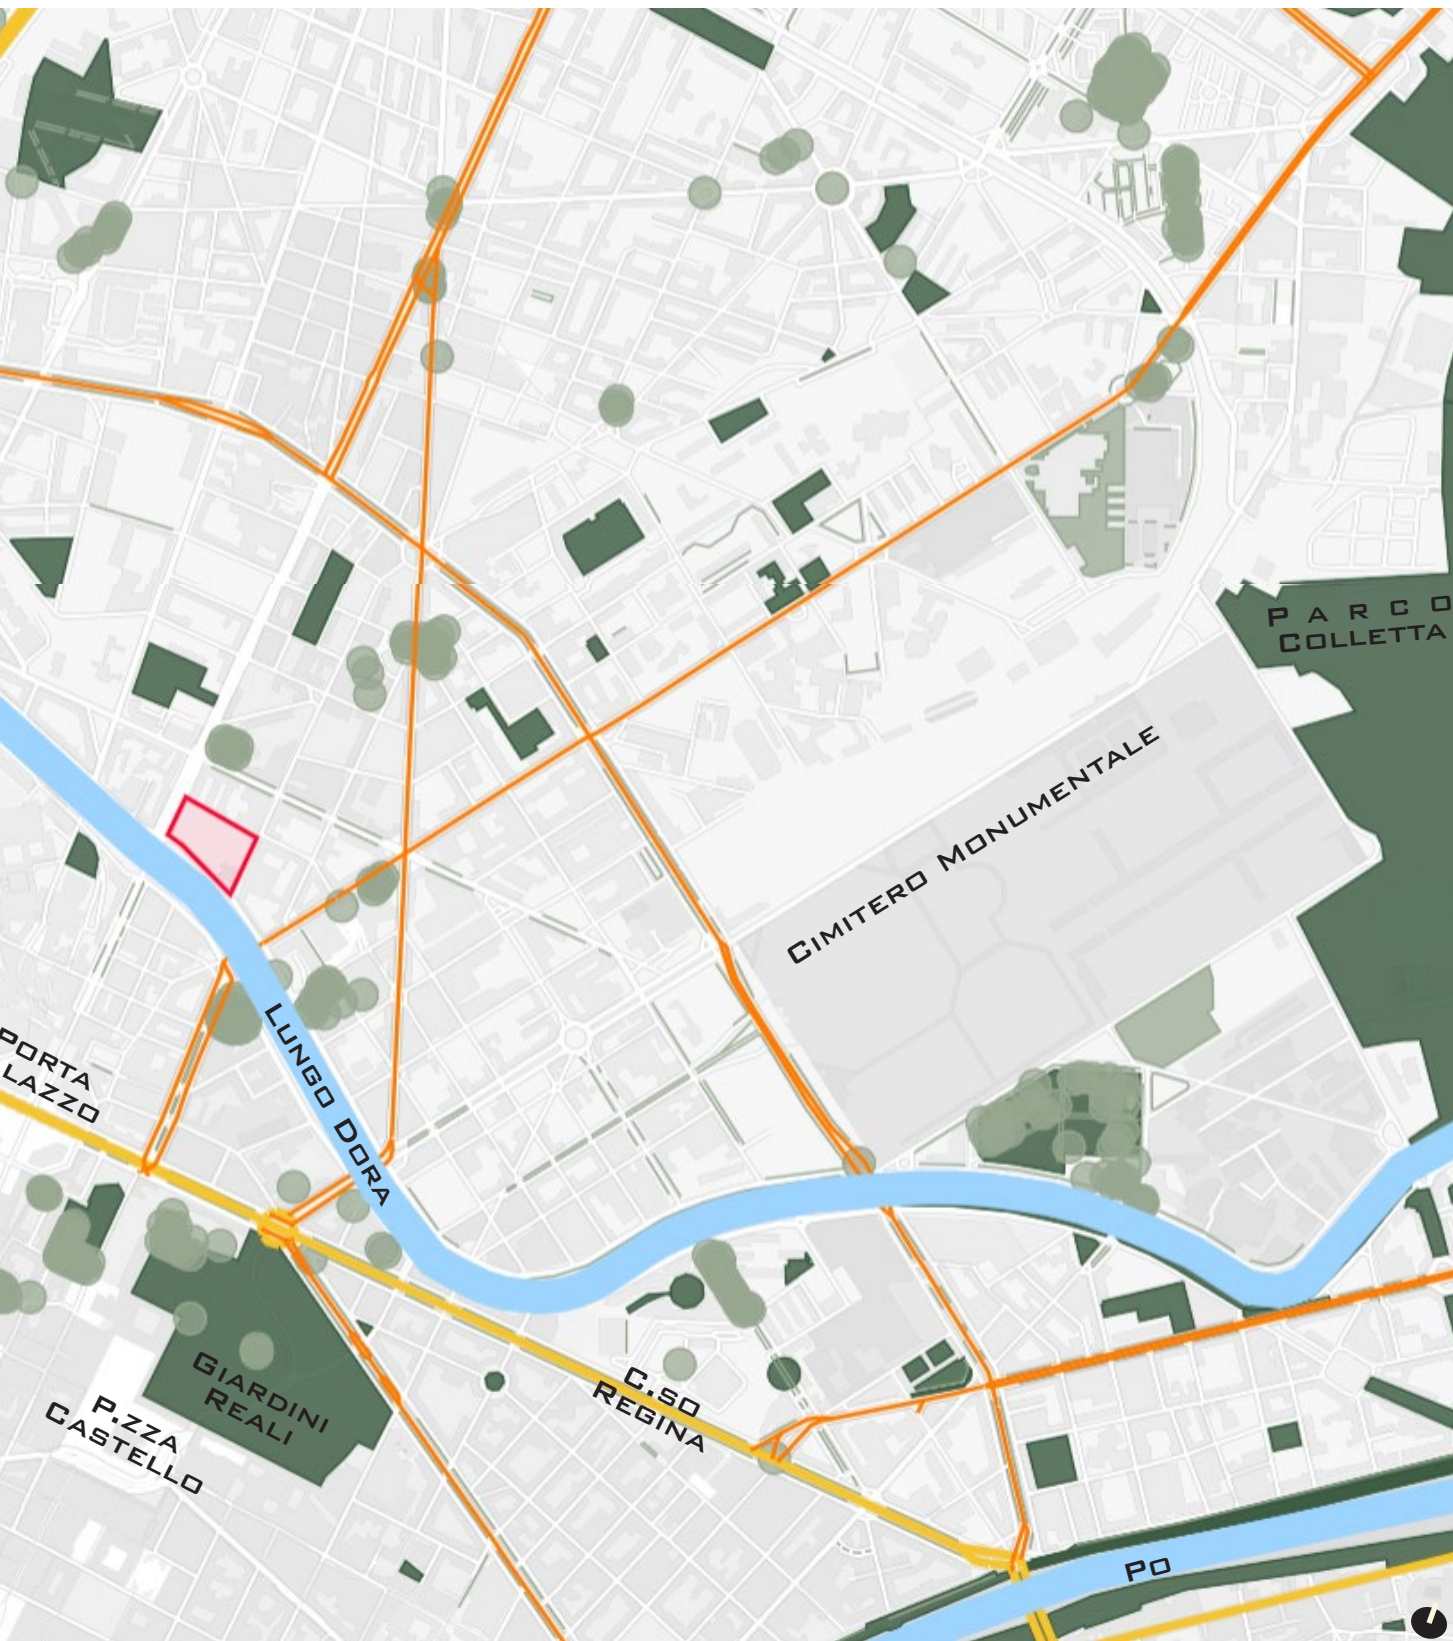 PARCO
COLLETTA
CIMITERO MONUMENTALE
LUNGO DORA
PORTA
LAZZO
GIARDINI
REALI
P.ZZA
CASTELLO
C.SO
REGINA
PO